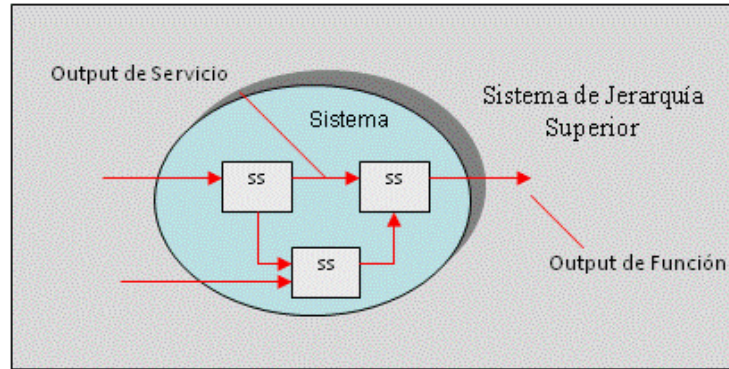 Output de Servicio
Sistema
Sistema de Jerarquía
Superior
ss
ss
ss
Output de Función